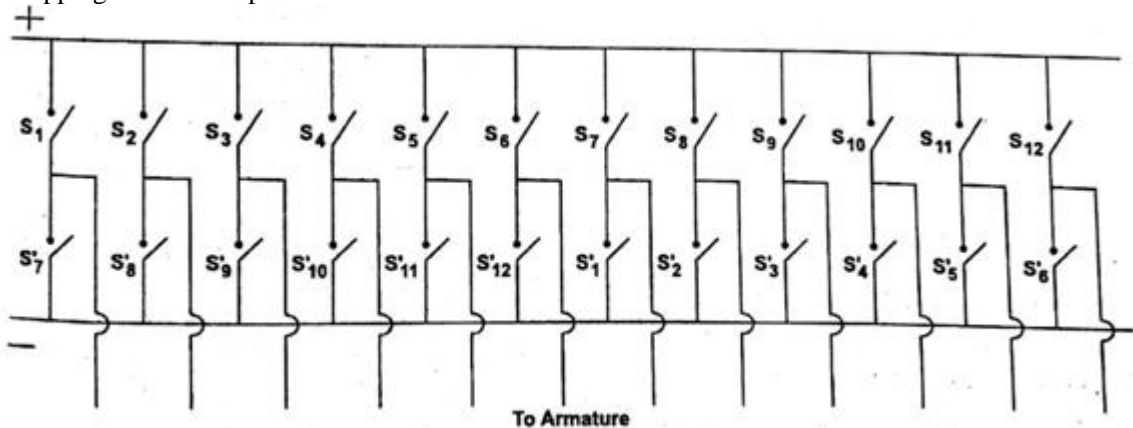 +
S1 S2 S3 S4 S5 S6 S7 S8 S9 S10 S11 S12
S'7 S'8 S'9 S'10 S'11 S'12 S'1 S'2 S'3 S'4 S'5 S'6
−
To Armature